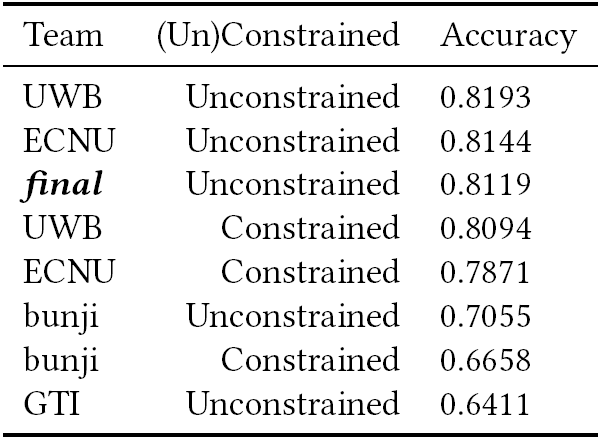 Team (Un)Constrained Accuracy
UWB Unconstrained 0.8193
ECNU Unconstrained 0.8144
final Unconstrained 0.8119
UWB Constrained 0.8094
ECNU Constrained 0.7871
bunji Unconstrained 0.7055
bunji Constrained 0.6658
GTI Unconstrained 0.6411